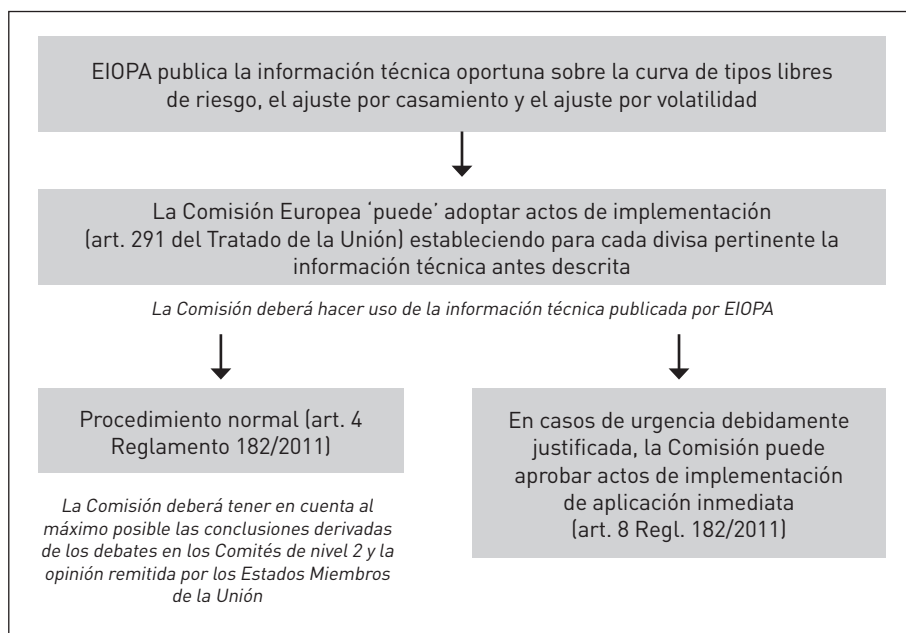 EIOPA publica la información técnica oportuna sobre la curva de tipos libres
de riesgo, el ajuste por casamiento y el ajuste por volatilidad
La Comisión Europea ‘puede’ adoptar actos de implementación
(art. 291 del Tratado de la Unión) estableciendo para cada divisa pertinente la
información técnica antes descrita
La Comisión deberá hacer uso de la información técnica publicada por EIOPA
Procedimiento normal (art. 4
Reglamento 182/2011)
La Comisión deberá tener en cuenta al
máximo posible las conclusiones derivadas
de los debates en los Comités de nivel 2 y la
opinión remitida por los Estados Miembros
de la Unión
En casos de urgencia debidamente
justificada, la Comisión puede
aprobar actos de implementación
de aplicación inmediata
(art. 8 Regl. 182/2011)